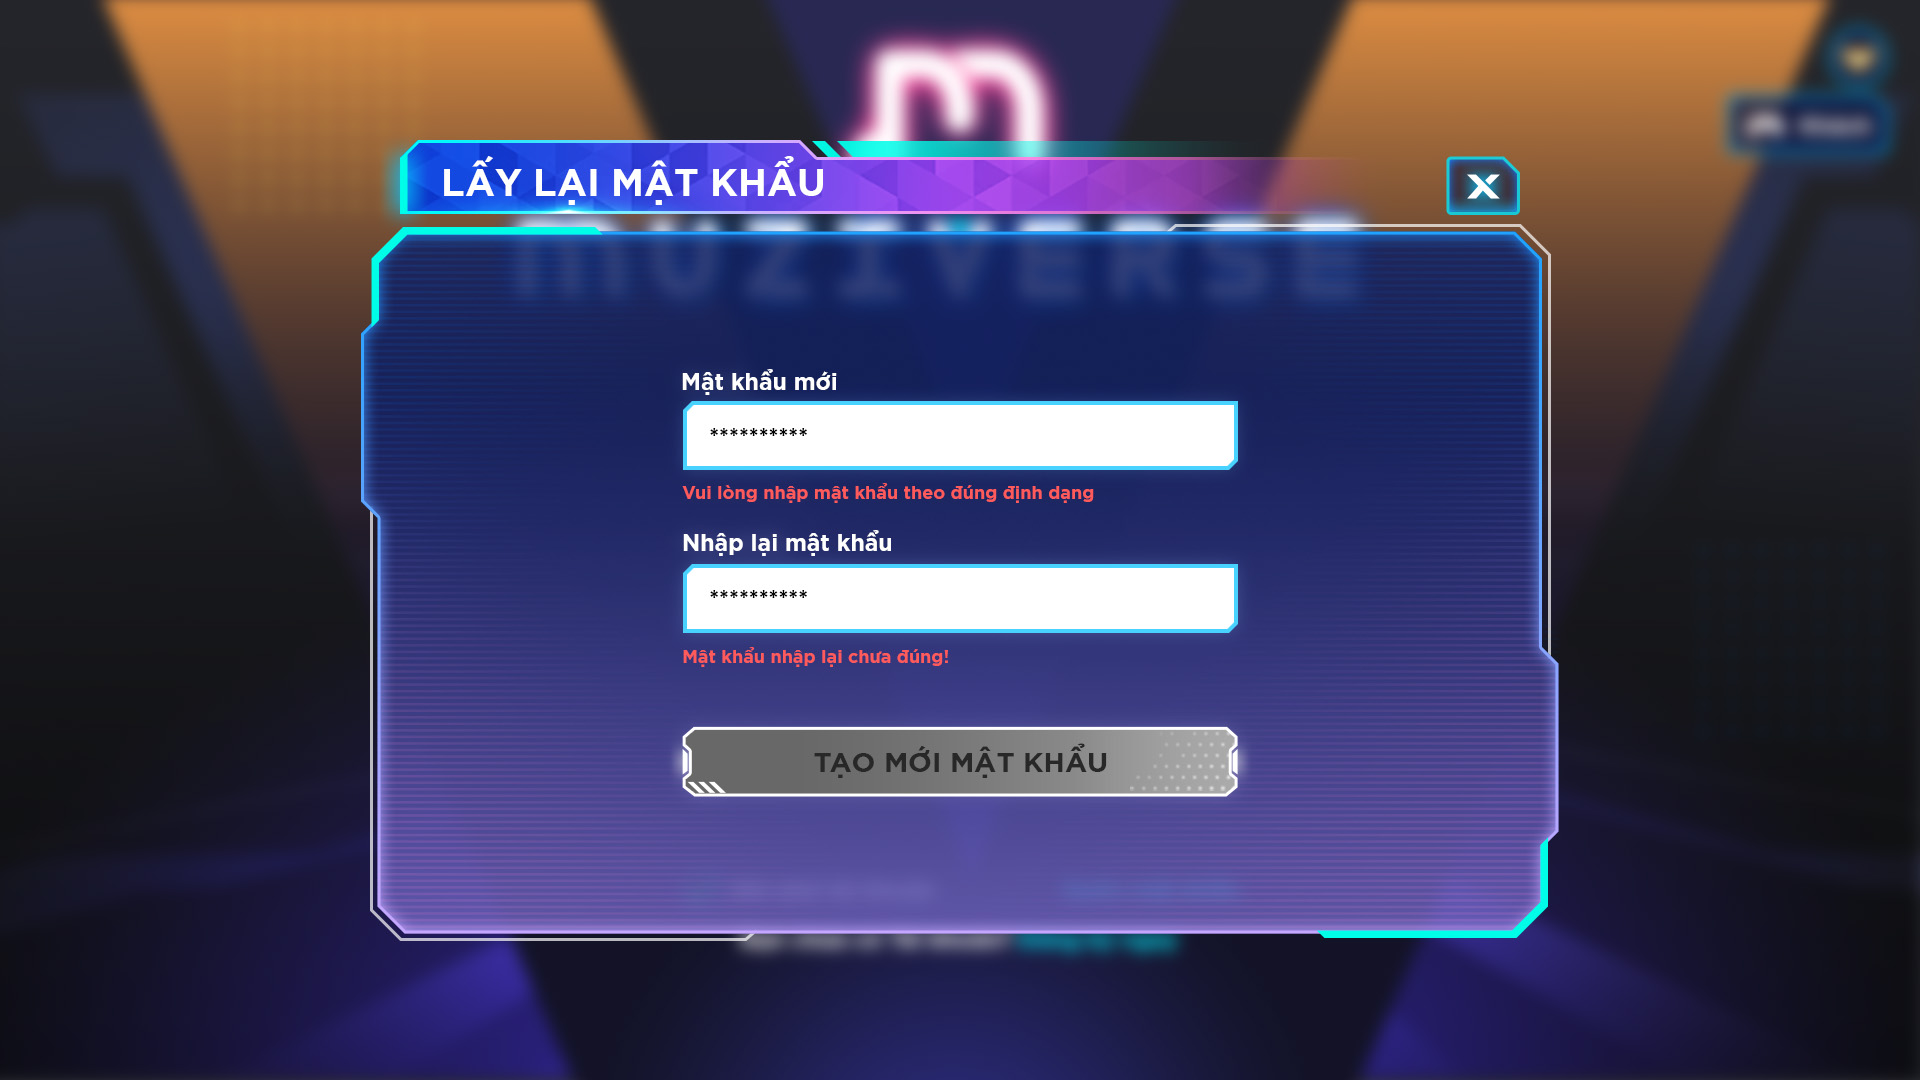 LẤY LẠI MẬT KHẨU
X
MUZIVERSE
Mật khẩu mới
**********
Vui lòng nhập mật khẩu theo đúng định dạng
Nhập lại mật khẩu
**********
Mật khẩu nhập lại chưa đúng!
TẠO MỚI MẬT KHẨU